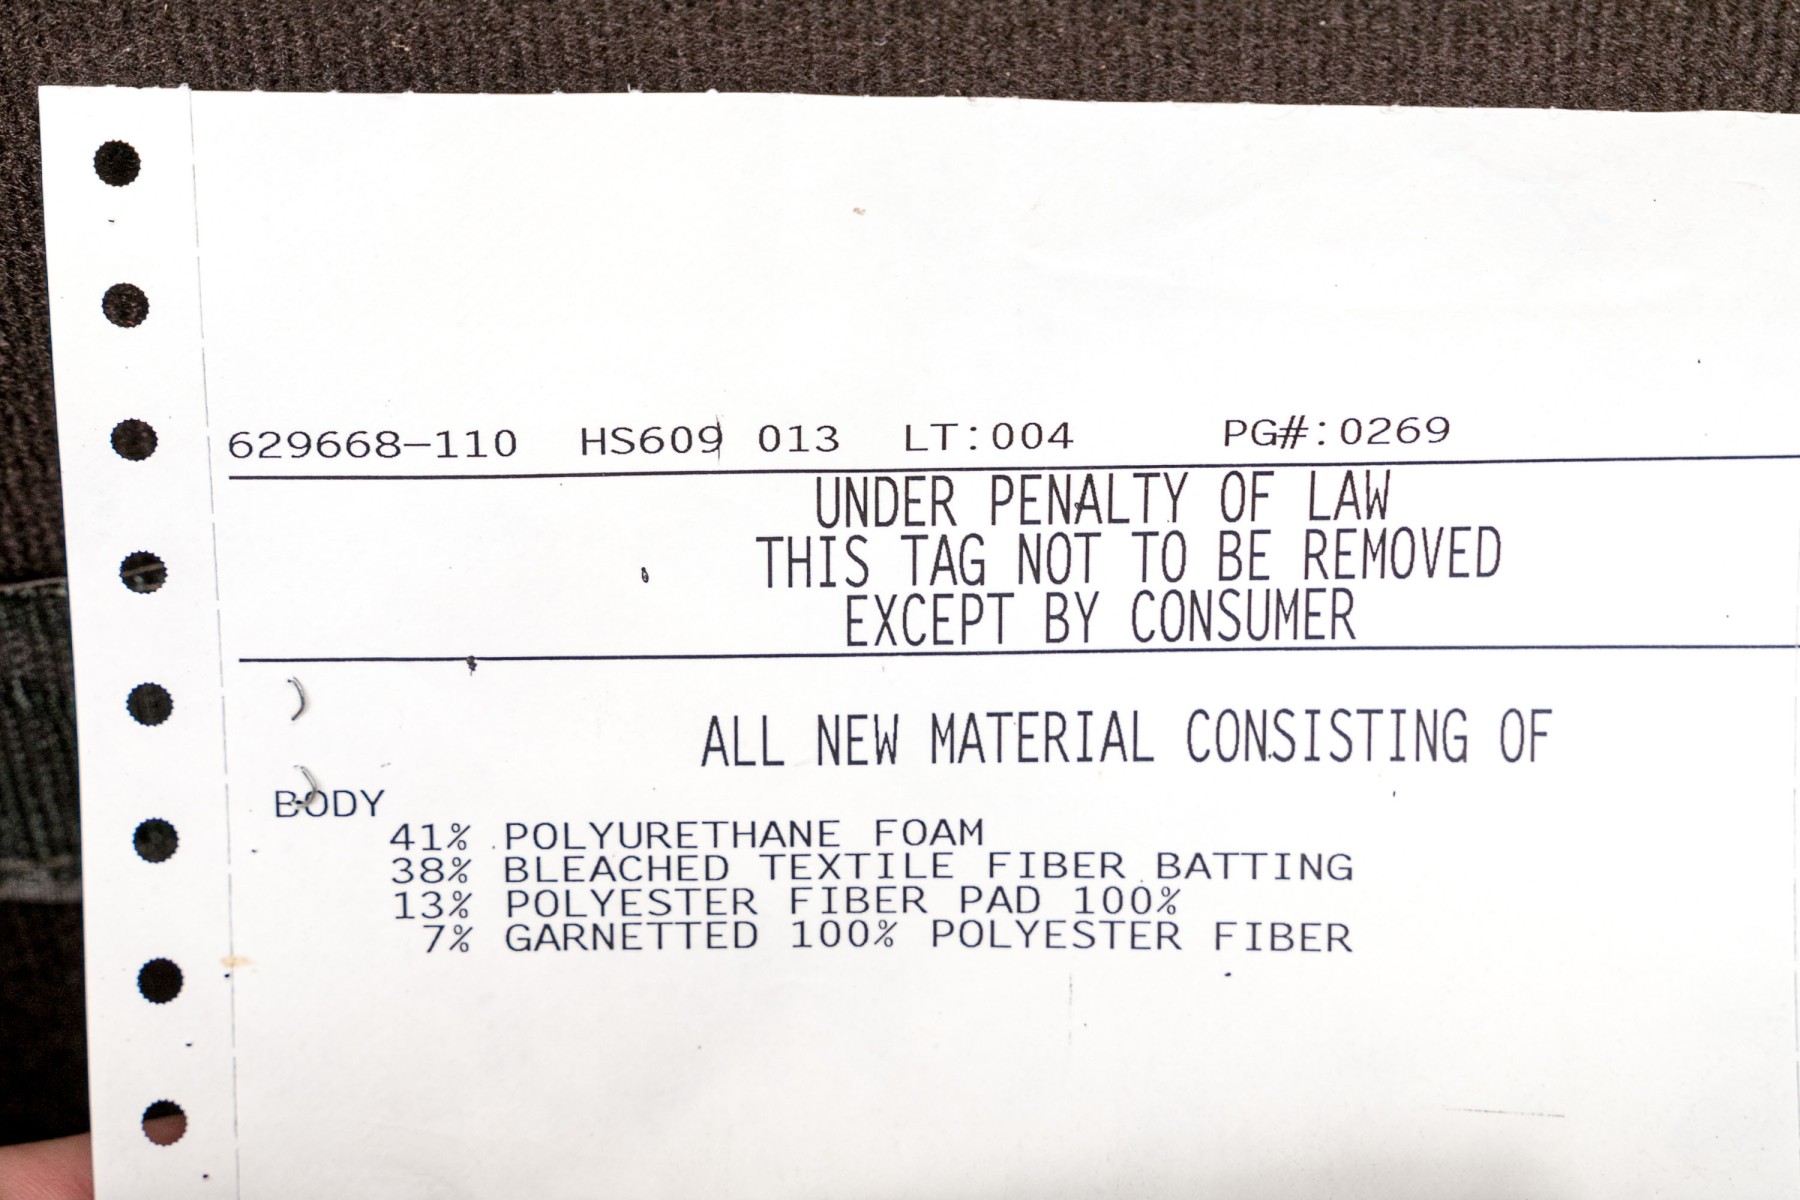 629668-110 HS609 013 LT:004 PG#:0269
UNDER PENALTY OF LAW
THIS TAG NOT TO BE REMOVED
EXCEPT BY CONSUMER
ALL NEW MATERIAL CONSISTING OF
BODY
41% POLYURETHANE FOAM
38% BLEACHED TEXTILE FIBER BATTING
13% POLYESTER FIBER PAD 100%
7% GARNETTED 100% POLYESTER FIBER